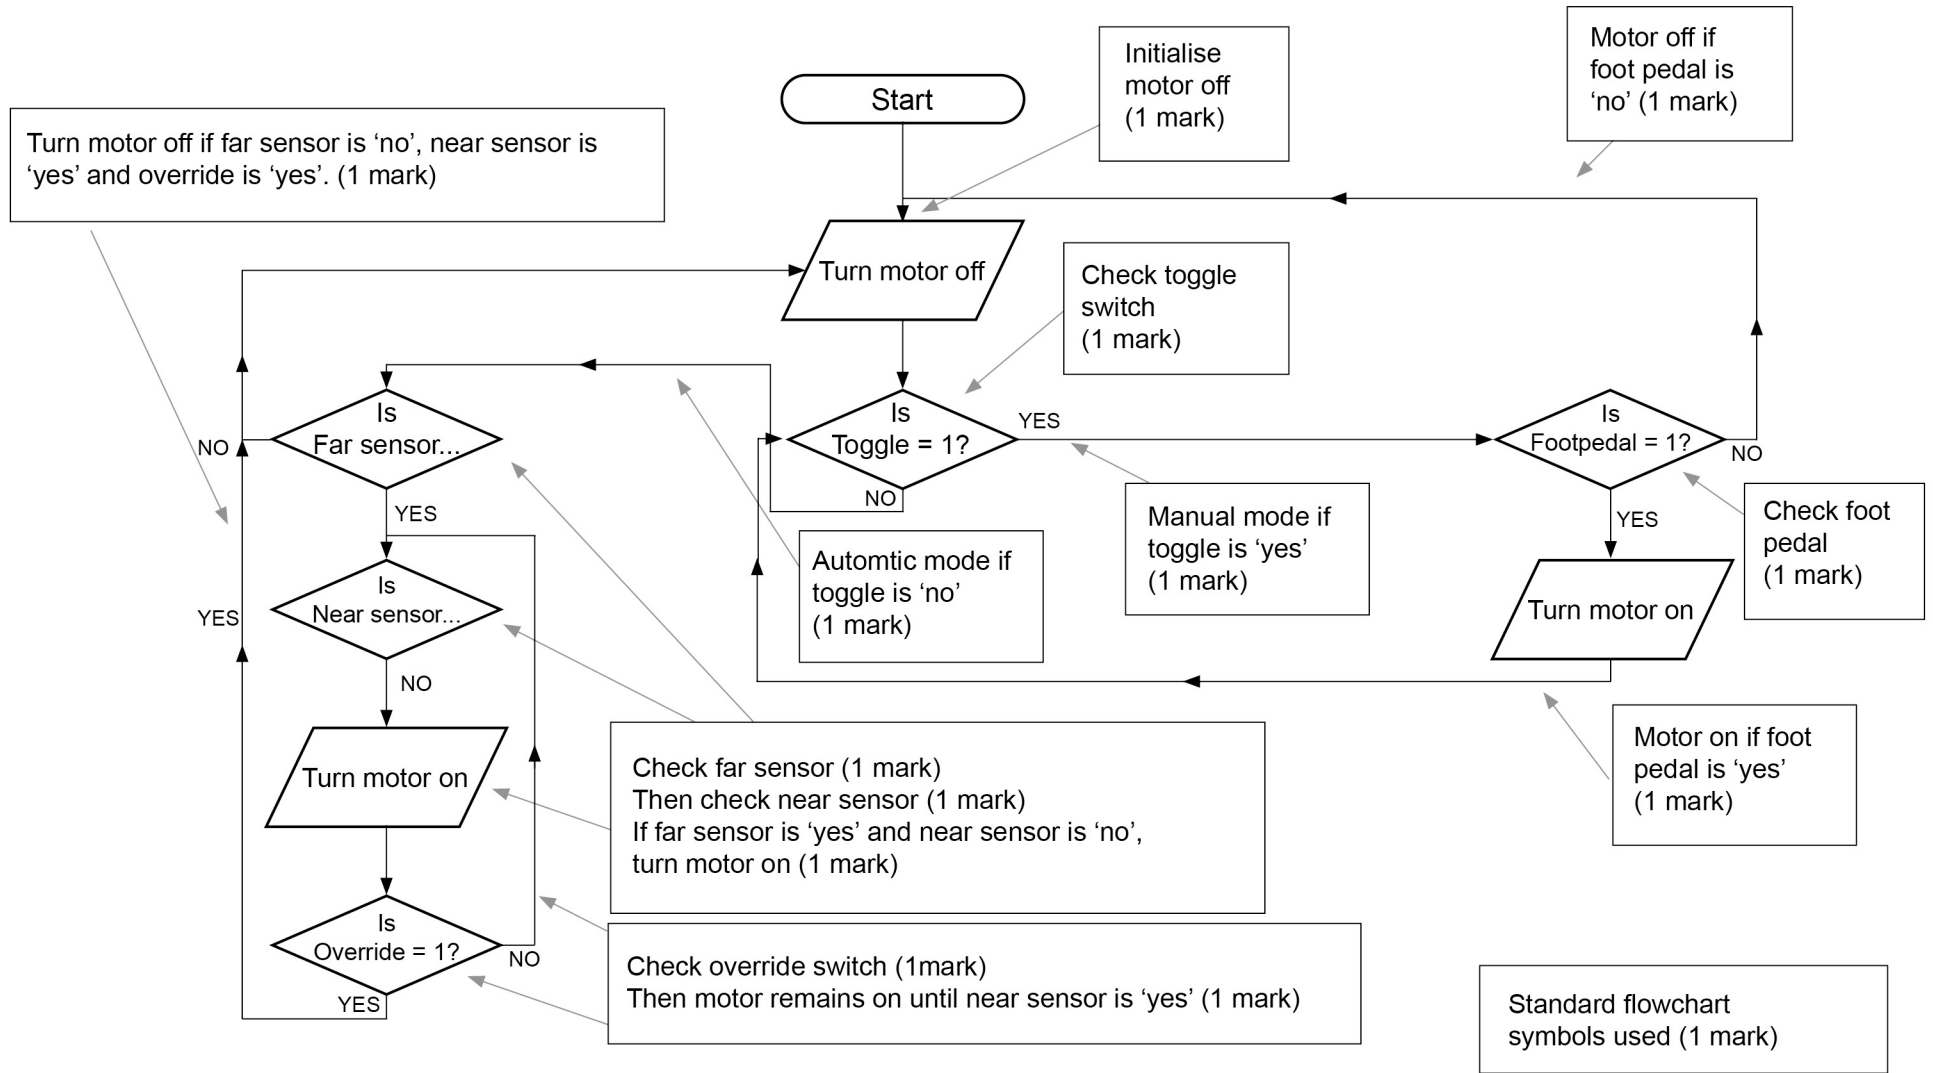 Initialise
motor off
(1 mark)
Motor off if
foot pedal is
‘no’ (1 mark)
Start
Turn motor off if far sensor is ‘no’, near sensor is
‘yes’ and override is ‘yes’. (1 mark)
Turn motor off
Check toggle
switch
(1 mark)
Is
Far sensor...
NO
YES
Is
Toggle = 1?
YES
NO
Is
Footpedal = 1?
NO
YES
Manual mode if
toggle is ‘yes’
(1 mark)
Check foot
pedal
(1 mark)
Automtic mode if
toggle is ‘no’
(1 mark)
Is
Near sensor...
YES
NO
Turn motor on
Turn motor on
Motor on if foot
pedal is ‘yes’
(1 mark)
Check far sensor (1 mark)
Then check near sensor (1 mark)
If far sensor is ‘yes’ and near sensor is ‘no’,
turn motor on (1 mark)
Is
Override = 1?
NO
YES
Check override switch (1mark)
Then motor remains on until near sensor is ‘yes’ (1 mark)
Standard flowchart
symbols used (1 mark)